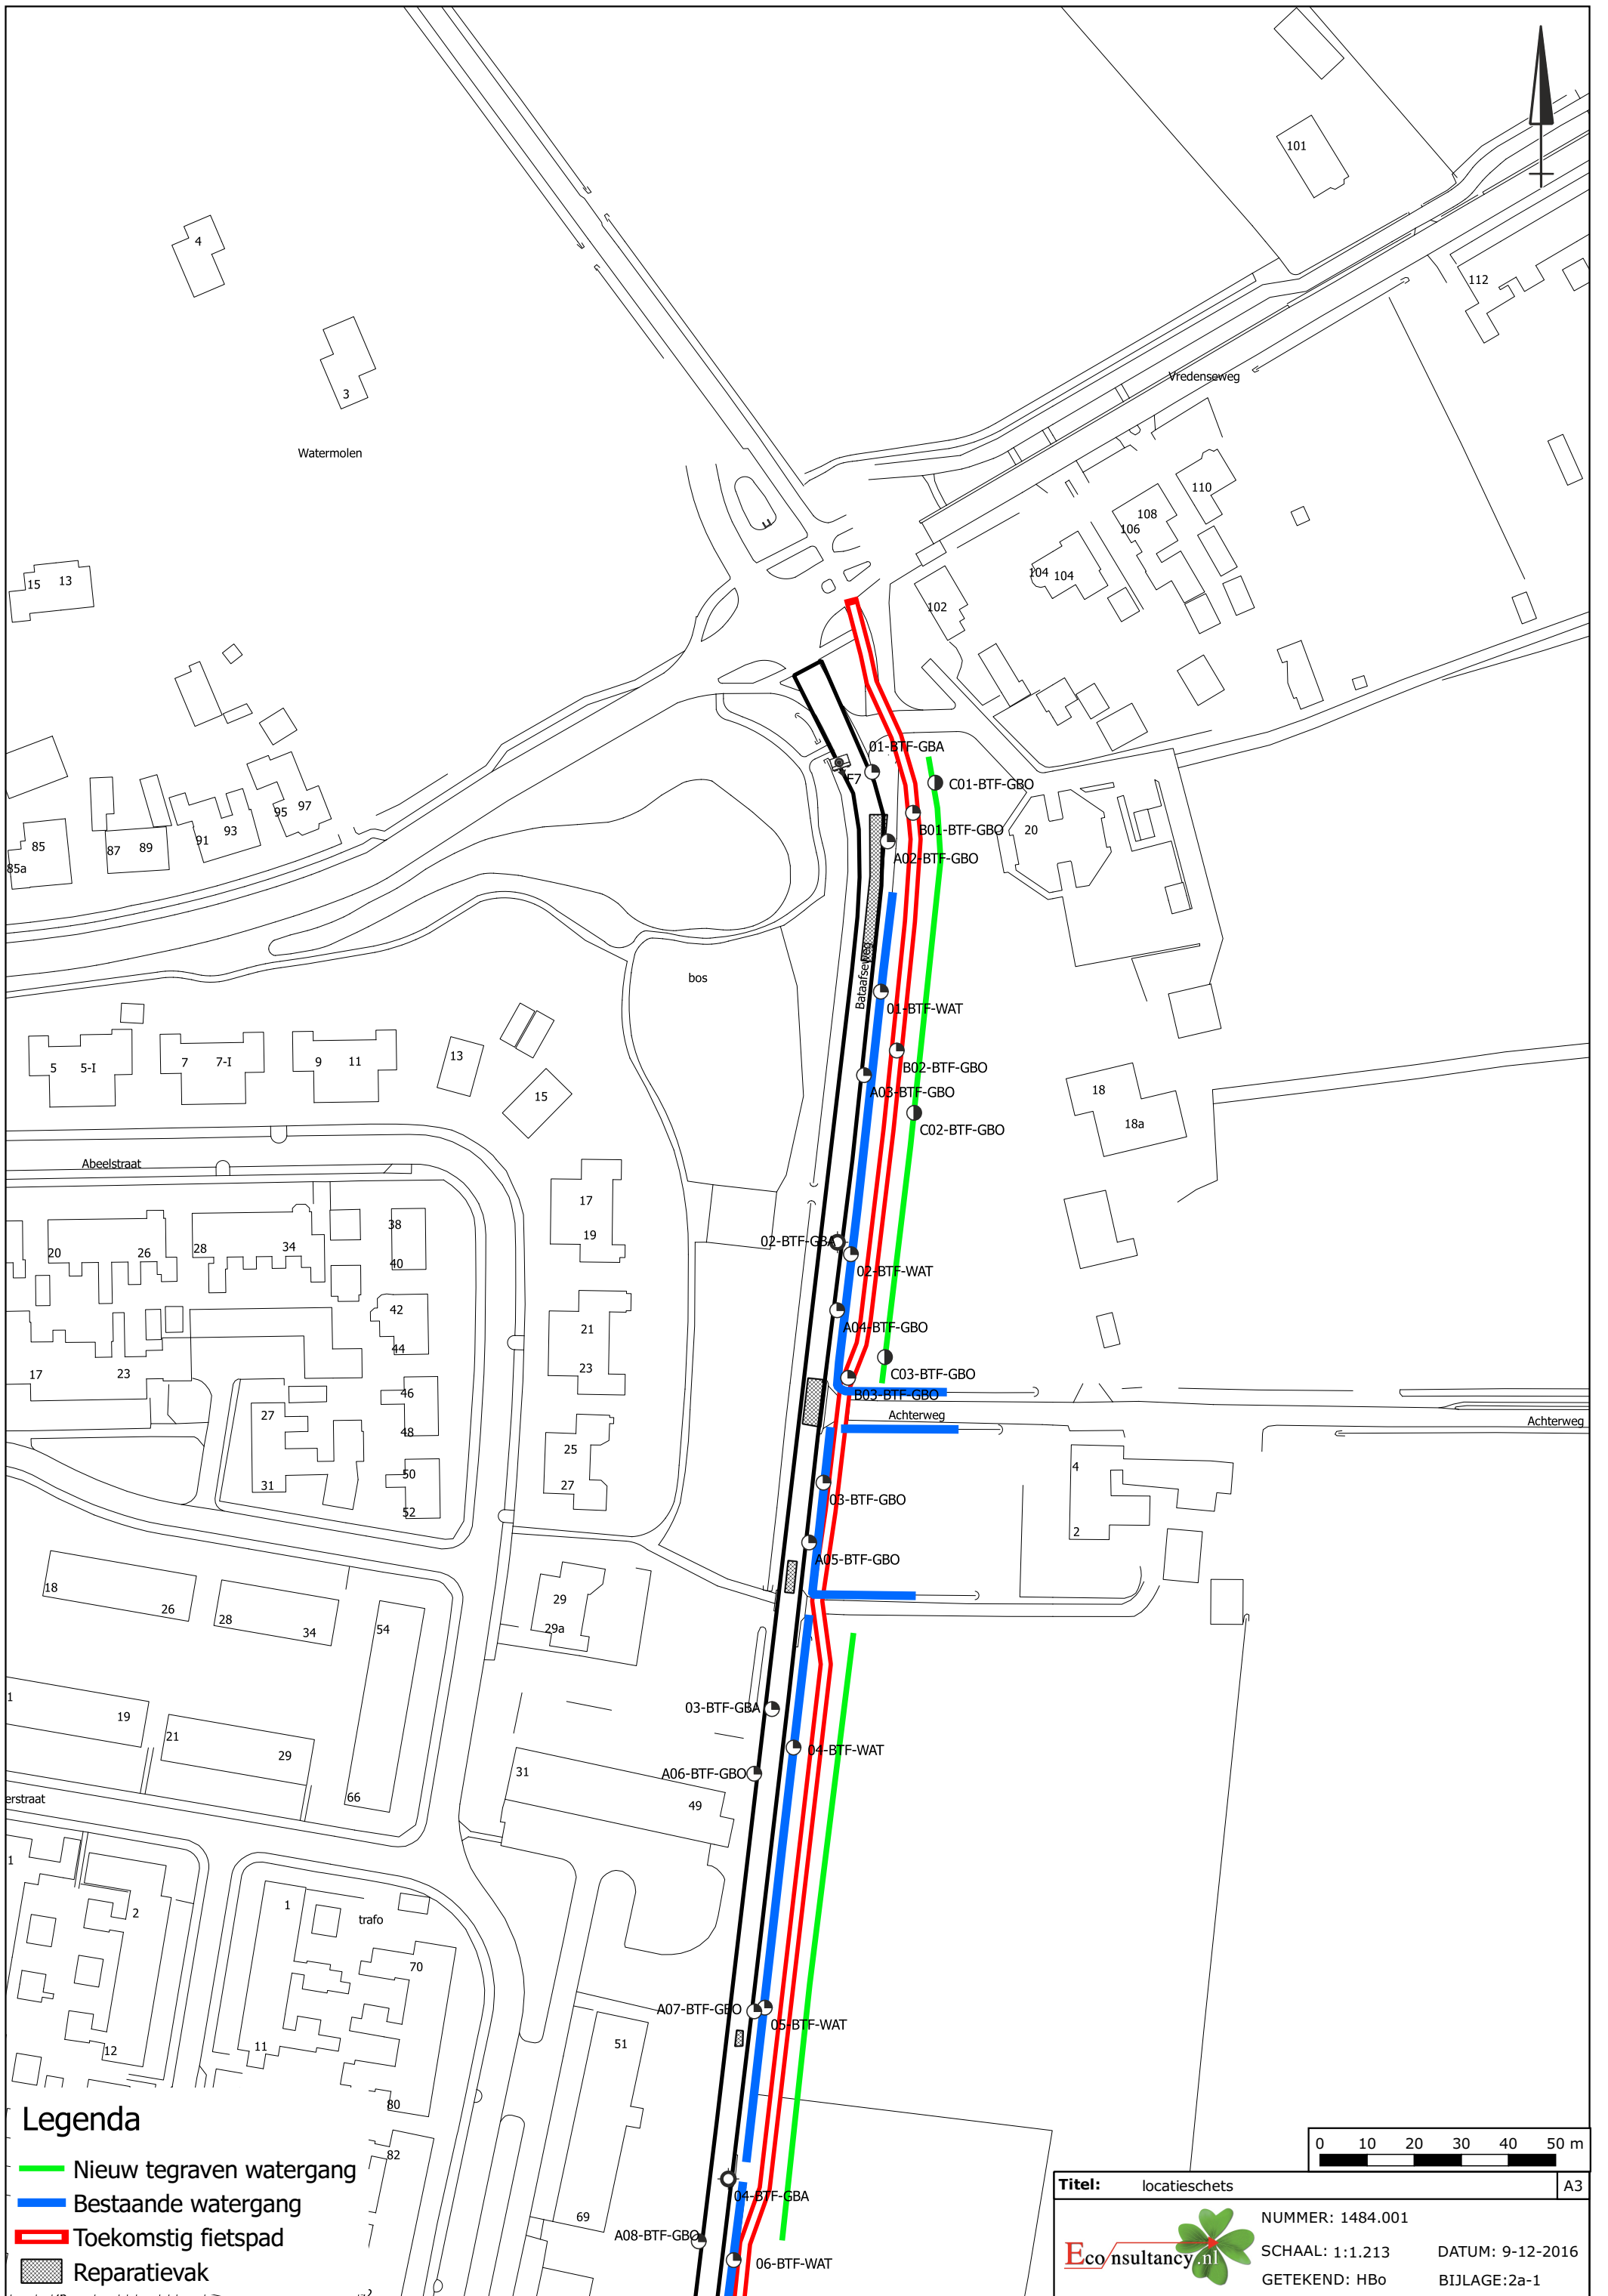 101
4
112
3
Vredenseweg
Watermolen
110
108
106
104 104
15 13
102
01-BTF-GBA
F7
C01-BTF-GBO
97
95
93
91
B01-BTF-GBO
20
85
87 89
A02-BTF-GBO
85a
Bataafseweg
bos
01-BTF-WAT
5 5-I 7 7-I 9 11 13
B02-BTF-GBO
A03-BTF-GBO
18
15
C02-BTF-GBO
18a
Abeelstraat
17
19
38
20 26 28 34
40
02-BTF-GBA
02-BTF-WAT
42
44
A04-BTF-GBO
21
23
17 23
C03-BTF-GBO
46
B03-BTF-GBO
27
Achterweg
Achterweg
48
25
50
27
31
4
03-BTF-GBO
52
2
A05-BTF-GBO
18
26
28
34
54
29
29a
1
19
03-BTF-GBA
21
29
04-BTF-WAT
31
A06-BTF-GBO
66
49
erstraat
1
2
1
trafo
70
A07-BTF-GBO
05-BTF-WAT
51
12
11
80
82
04-BTF-GBA
69
A08-BTF-GBO
06-BTF-WAT
Legenda
Nieuw tegraven watergang
Bestaande watergang
Toekomstig fietspad
Reparatievak
0 10 20 30 40 50 m
Titel: locatieschets A3
Econsultancy.nl
NUMMER: 1484.001
SCHAAL: 1:1.213 DATUM: 9-12-2016
GETEKEND: HBo BIJLAGE:2a-1